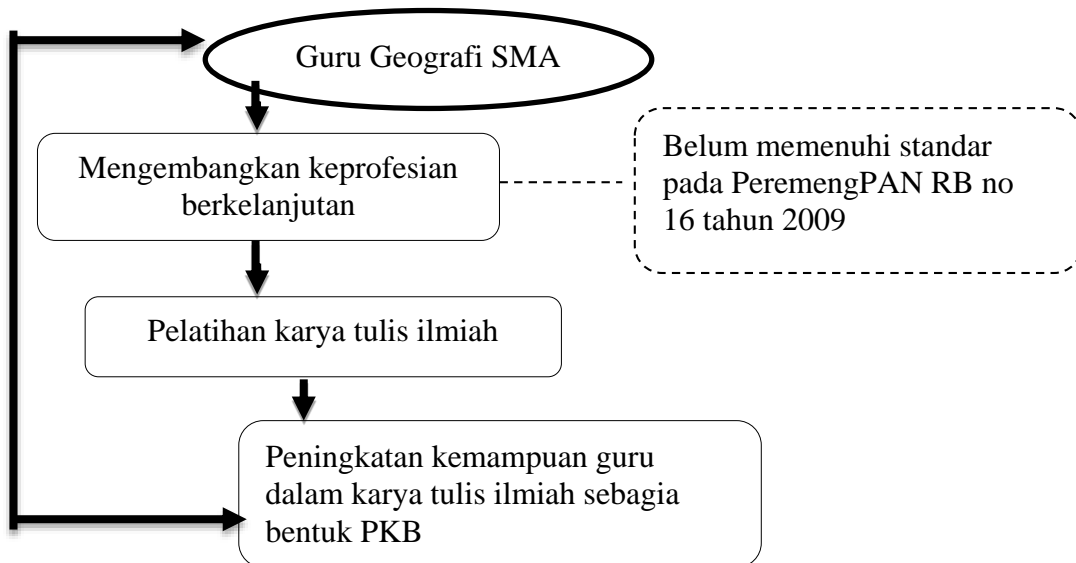 Guru Geografi SMA
Mengembangkan keprofesian
berkelanjutan
Belum memenuhi standar
pada PeremengPAN RB no
16 tahun 2009
Pelatihan karya tulis ilmiah
Peningkatan kemampuan guru
dalam karya tulis ilmiah sebagia
bentuk PKB